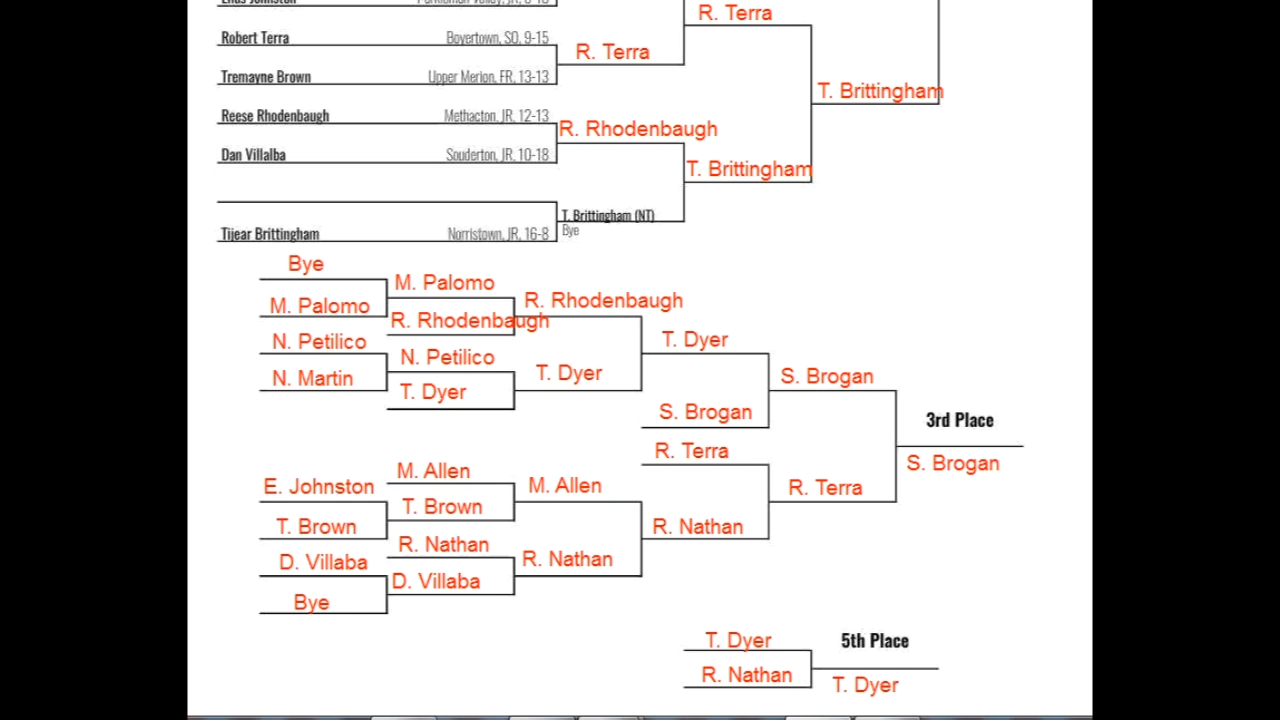 R. Terra
Robert Terra Boyertown, SO, 9-15
R. Terra
Tremayne Brown Upper Merion, FR, 13-13
T. Brittingham
Reese Rhodenbaugh Methacton, JR, 12-13
R. Rhodenbaugh
Dan Villalba Souderton, JR, 10-18
T. Brittingham
T. Brittingham (NT)
Bye
Tijear Brittingham Norristown, JR, 16-8
Bye
M. Palomo
M. Palomo
R. Rhodenbaugh
R. Rhodenbaugh
N. Petilico
T. Dyer
N. Petilico
N. Martin
T. Dyer
S. Brogan
T. Dyer
S. Brogan
3rd Place
R. Terra
S. Brogan
M. Allen
E. Johnston
M. Allen
R. Terra
T. Brown
T. Brown
R. Nathan
R. Nathan
D. Villaba
R. Nathan
D. Villaba
Bye
T. Dyer
5th Place
R. Nathan
T. Dyer